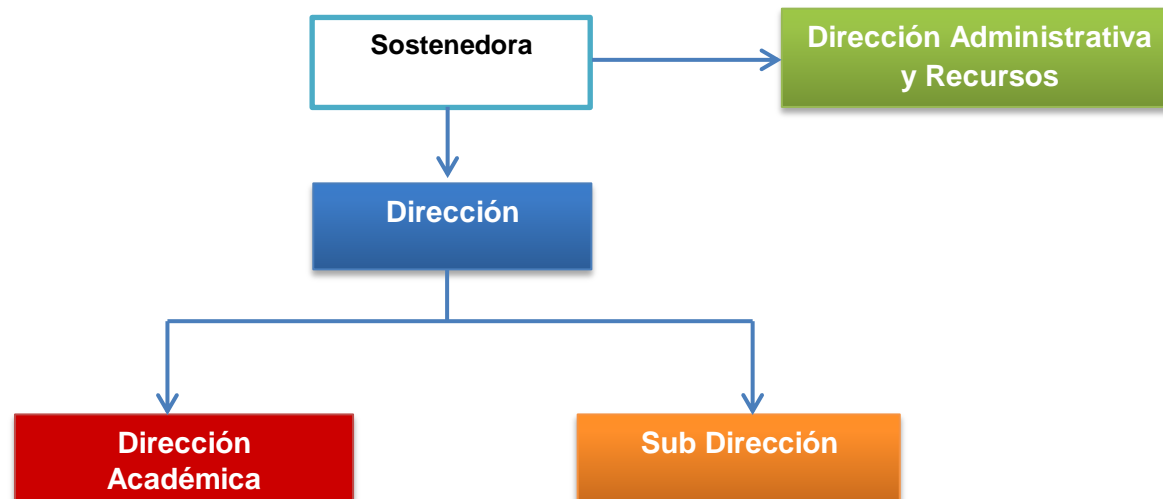 Sostenedora
Dirección Administrativa
y Recursos
Dirección
Dirección
Académica
Sub Dirección